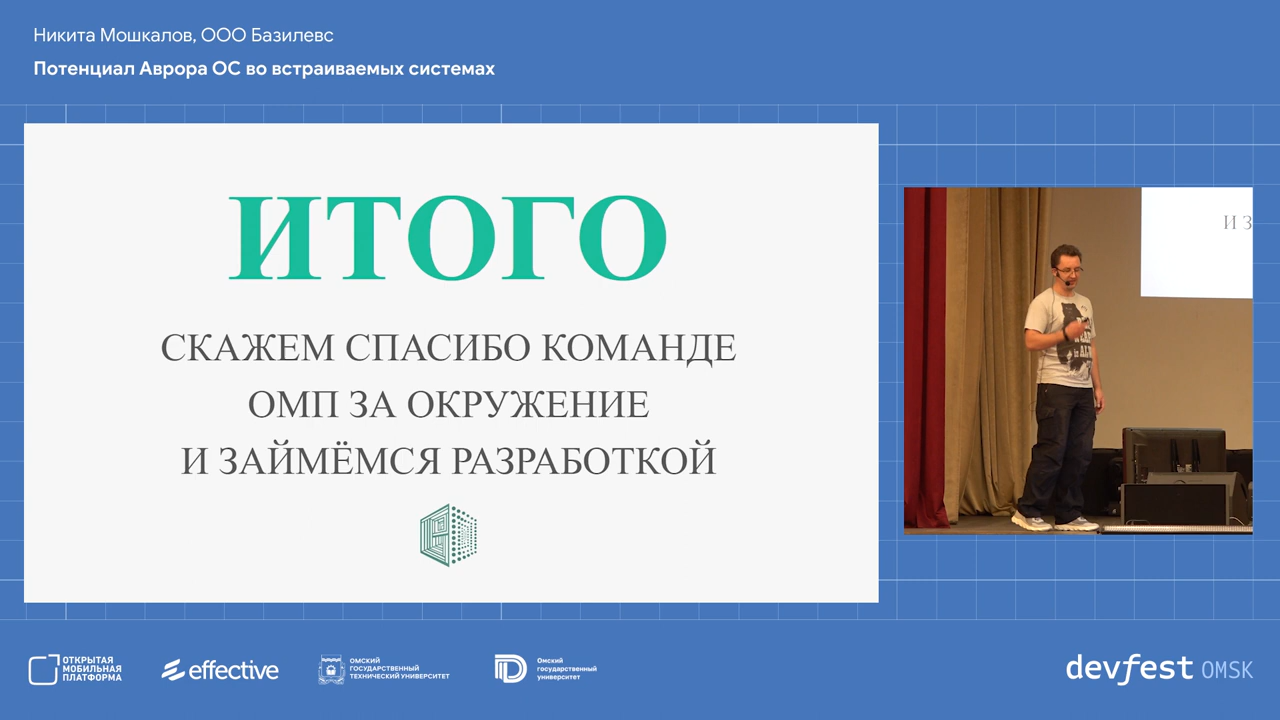 Никита Мошкалов, ООО Базилевс
Потенциал Аврора ОС во встраиваемых системах
ИТОГО
СКАЖЕМ СПАСИБО КОМАНДЕ
ОМП ЗА ОКРУЖЕНИЕ
И ЗАЙМЁМСЯ РАЗРАБОТКОЙ
И З
ОТКРЫТАЯ
МОБИЛЬНАЯ
ПЛАТФОРМА
effective
ОМСКИЙ
ГОСУДАРСТВЕННЫЙ
ТЕХНИЧЕСКИЙ УНИВЕРСИТЕТ
Омский
государственный
университет
devfest OMSK